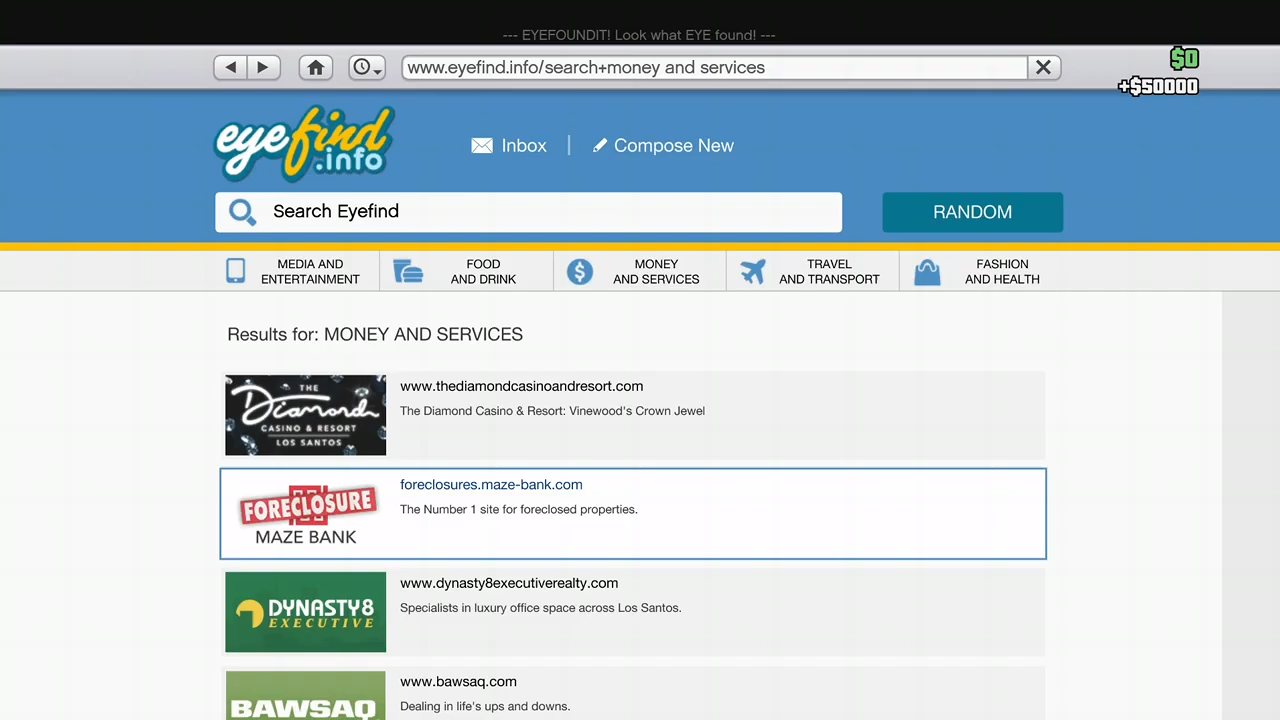 --- EYEFOUNDIT! Look what EYE found! ---
www.eyefind.info/search+money and services
$0
+$50000
eyefind
.info
Inbox
Compose New
Search Eyefind
RANDOM
MEDIA AND
ENTERTAINMENT
FOOD
AND DRINK
MONEY
AND SERVICES
TRAVEL
AND TRANSPORT
FASHION
AND HEALTH
Results for: MONEY AND SERVICES
THE
Diamond
CASINO & RESORT
LOS SANTOS
www.thediamondcasinoandresort.com
The Diamond Casino & Resort: Vinewood's Crown Jewel
FORECLOSURE
MAZE BANK
foreclosures.maze-bank.com
The Number 1 site for foreclosed properties.
DYNASTY8
EXECUTIVE
www.dynasty8executiverealty.com
Specialists in luxury office space across Los Santos.
BAWSAQ
www.bawsaq.com
Dealing in life's ups and downs.